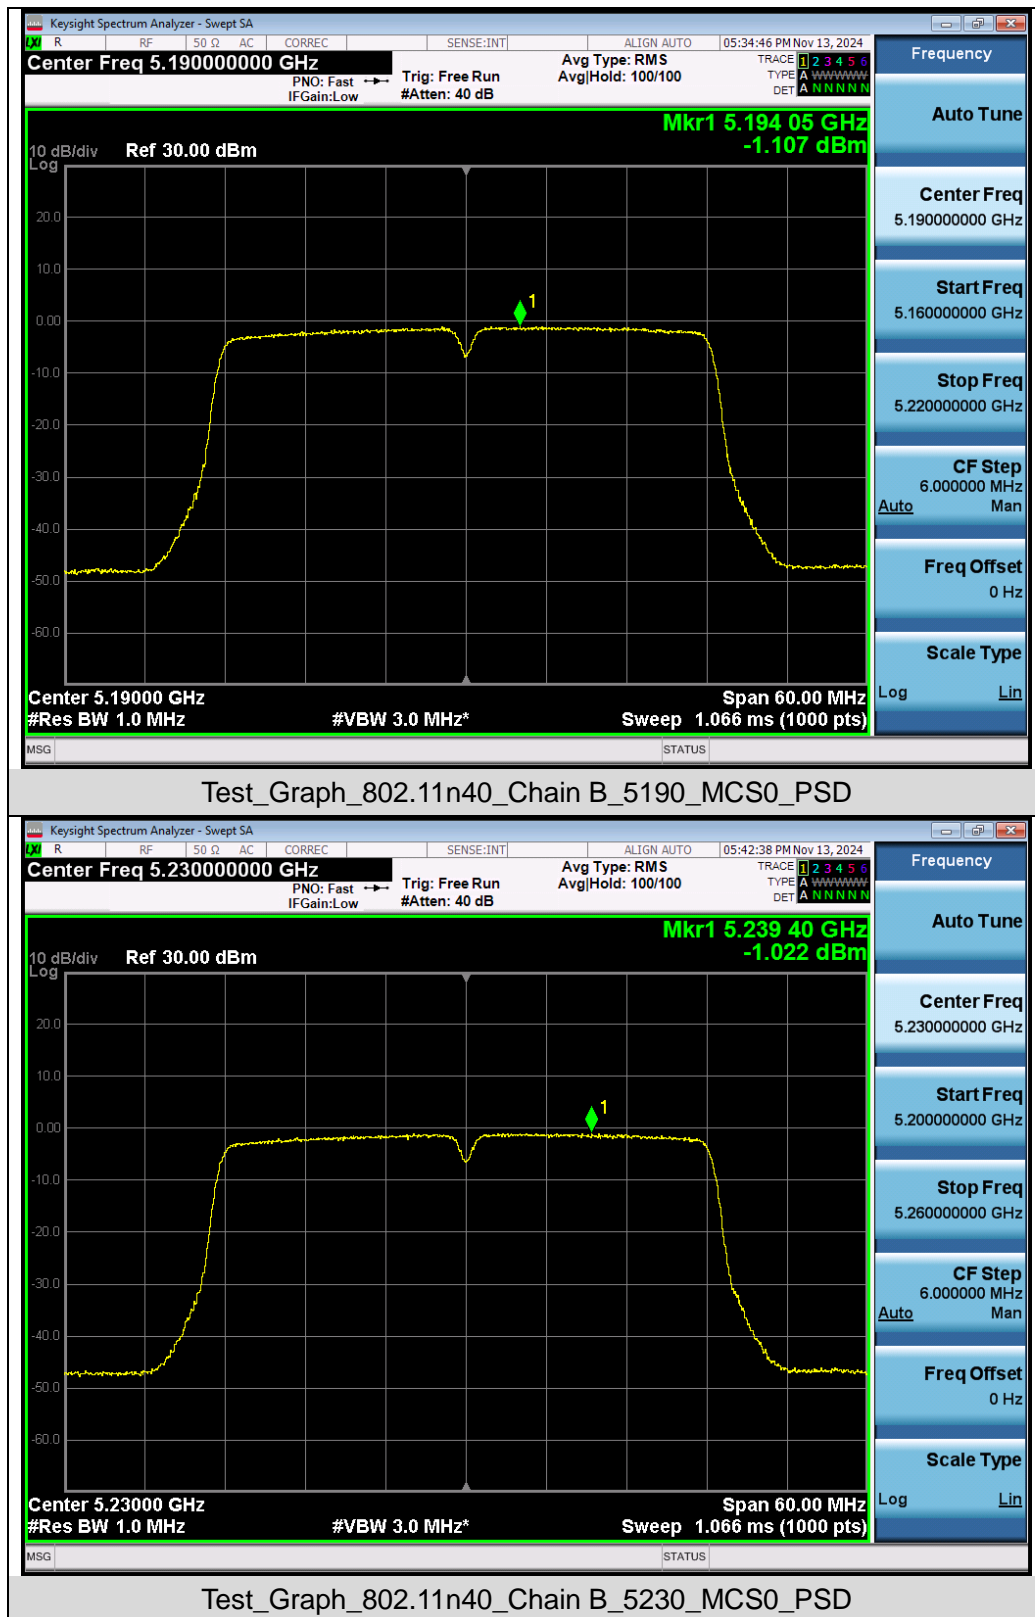 Keysight Spectrum Analyzer - Swept SA
LXI R RF 50 Ω AC CORREC SENSE:INT ALIGN AUTO 05:34:46 PM Nov 13, 2024
Center Freq 5.190000000 GHz
PNO: Fast
IFGain:Low
Trig: Free Run
#Atten: 40 dB
Avg Type: RMS
Avg|Hold: 100/100
TRACE 1 2 3 4 5 6
TYPE A WWWWW
DET A N N N N N
Mkr1 5.194 05 GHz
-1.107 dBm
10 dB/div Ref 30.00 dBm
Log
20.0
10.0
0.00
1
-10.0
-20.0
-30.0
-40.0
-50.0
-60.0
Center 5.19000 GHz Span 60.00 MHz
#Res BW 1.0 MHz #VBW 3.0 MHz* Sweep 1.066 ms (1000 pts)
MSG STATUS
Frequency
Auto Tune
Center Freq
5.190000000 GHz
Start Freq
5.160000000 GHz
Stop Freq
5.220000000 GHz
CF Step
6.000000 MHz
Auto Man
Freq Offset
0 Hz
Scale Type
Log Lin
Test_Graph_802.11n40_Chain B_5190_MCS0_PSD
Keysight Spectrum Analyzer - Swept SA
LXI R RF 50 Ω AC CORREC SENSE:INT ALIGN AUTO 05:42:38 PM Nov 13, 2024
Center Freq 5.230000000 GHz
PNO: Fast
IFGain:Low
Trig: Free Run
#Atten: 40 dB
Avg Type: RMS
Avg|Hold: 100/100
TRACE 1 2 3 4 5 6
TYPE A WWWWW
DET A N N N N N
Mkr1 5.239 40 GHz
-1.022 dBm
10 dB/div Ref 30.00 dBm
Log
20.0
10.0
0.00
1
-10.0
-20.0
-30.0
-40.0
-50.0
-60.0
Center 5.23000 GHz Span 60.00 MHz
#Res BW 1.0 MHz #VBW 3.0 MHz* Sweep 1.066 ms (1000 pts)
MSG STATUS
Frequency
Auto Tune
Center Freq
5.230000000 GHz
Start Freq
5.200000000 GHz
Stop Freq
5.260000000 GHz
CF Step
6.000000 MHz
Auto Man
Freq Offset
0 Hz
Scale Type
Log Lin
Test_Graph_802.11n40_Chain B_5230_MCS0_PSD